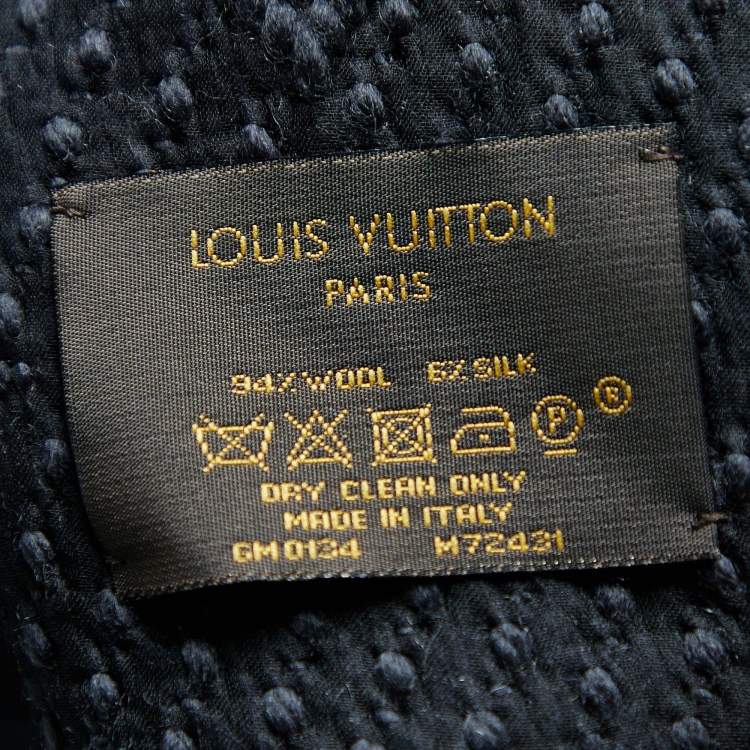 LOUIS VUITTON
PARIS
94% WOOL 6% SILK
P R
DRY CLEAN ONLY
MADE IN ITALY
GM0134 M72431